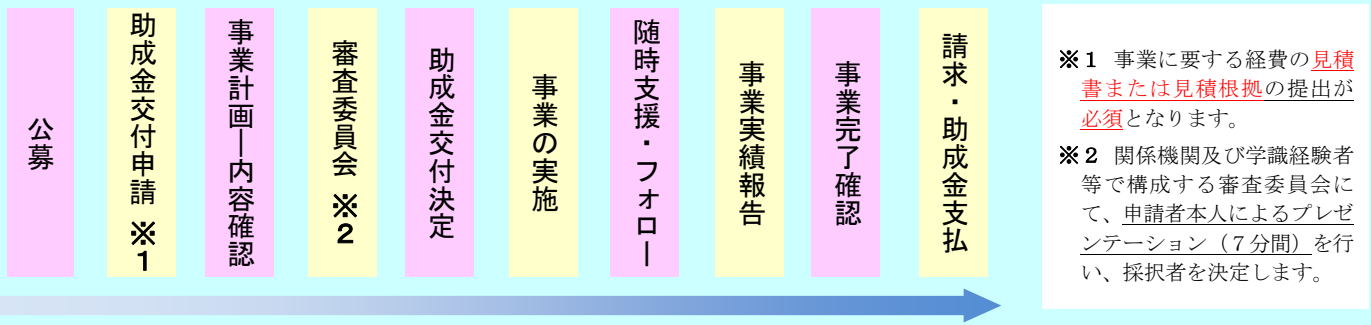 公募
助成金交付申請 ※1
事業計画ー内容確認
審査委員会 ※2
助成金交付決定
事業の実施
随時支援・フォロー
事業実績報告
事業完了確認
請求・助成金支払
※1 事業に要する経費の見積
書または見積根拠の提出が
必須となります。
※2 関係機関及び学識経験者
等で構成する審査委員会に
て、申請者本人によるプレゼ
ンテーション（7分間）を行
い、採択者を決定します。